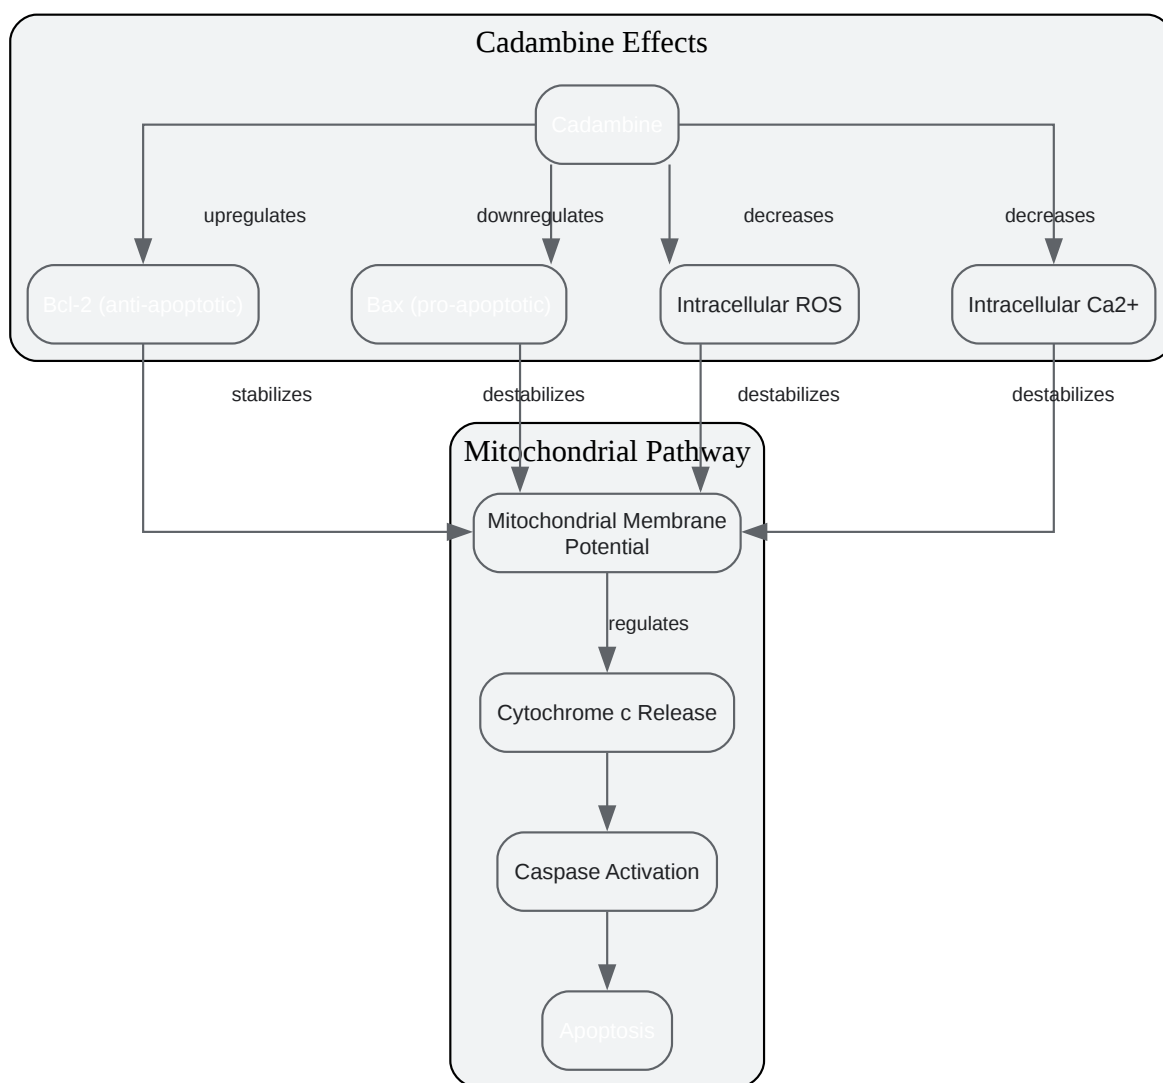 Cadambine Effects
Cadambine
upregulates
downregulates
decreases
decreases
Bcl-2 (anti-apoptotic)
Bax (pro-apoptotic)
Intracellular ROS
Intracellular Ca2+
stabilizes
destabilizes
destabilizes
destabilizes
Mitochondrial Pathway
Mitochondrial Membrane
Potential
regulates
Cytochrome c Release
Caspase Activation
Apoptosis